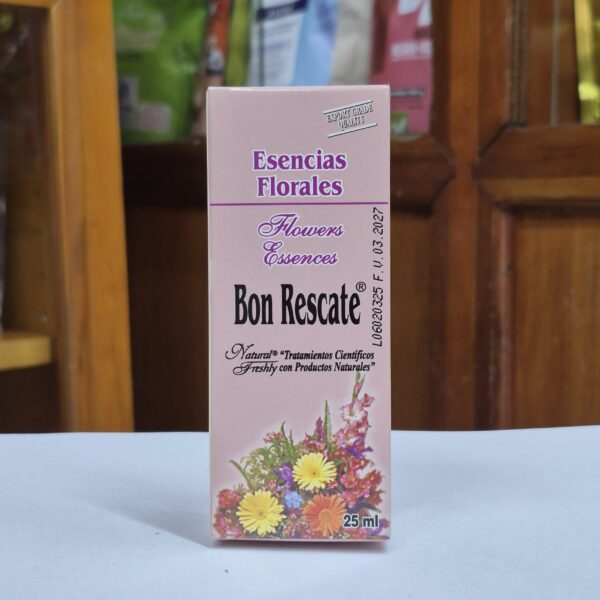 EXPORT GRADE
QUALITY
Esencias
Florales
Flowers
Essences
Bon Rescate®
L06020325 F.V.03.2027
Natural® "Tratamientos Científicos
Freshly con Productos Naturales"
25 ml